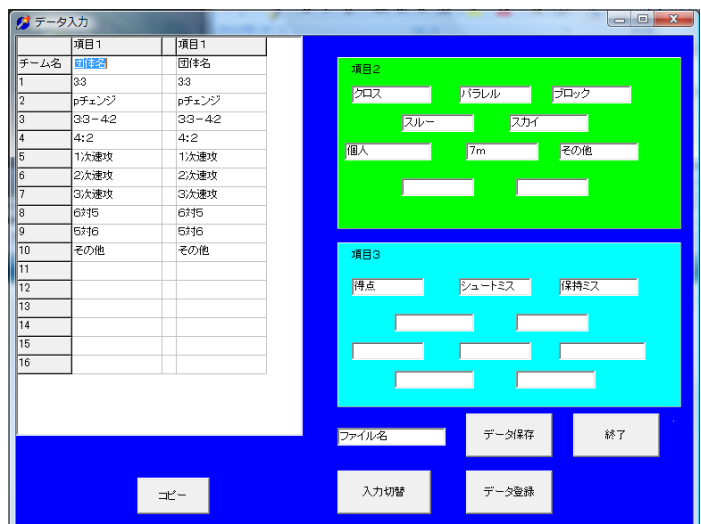 データ入力
項目1 項目1
チーム名 団体名 団体名
1 3:3 3:3
2 pチェンジ pチェンジ
3 3:3－4:2 3:3－4:2
4 4:2 4:2
5 1次速攻 1次速攻
6 2次速攻 2次速攻
7 3次速攻 3次速攻
8 6対5 6対5
9 5対6 5対6
10 その他 その他
11
12
13
14
15
16
コピー
項目2
クロス パラレル ブロック
スルー スカイ
個人 7m その他
項目3
得点 シュートミス 保持ミス
ファイル名 データ保存 終了
入力切替 データ登録